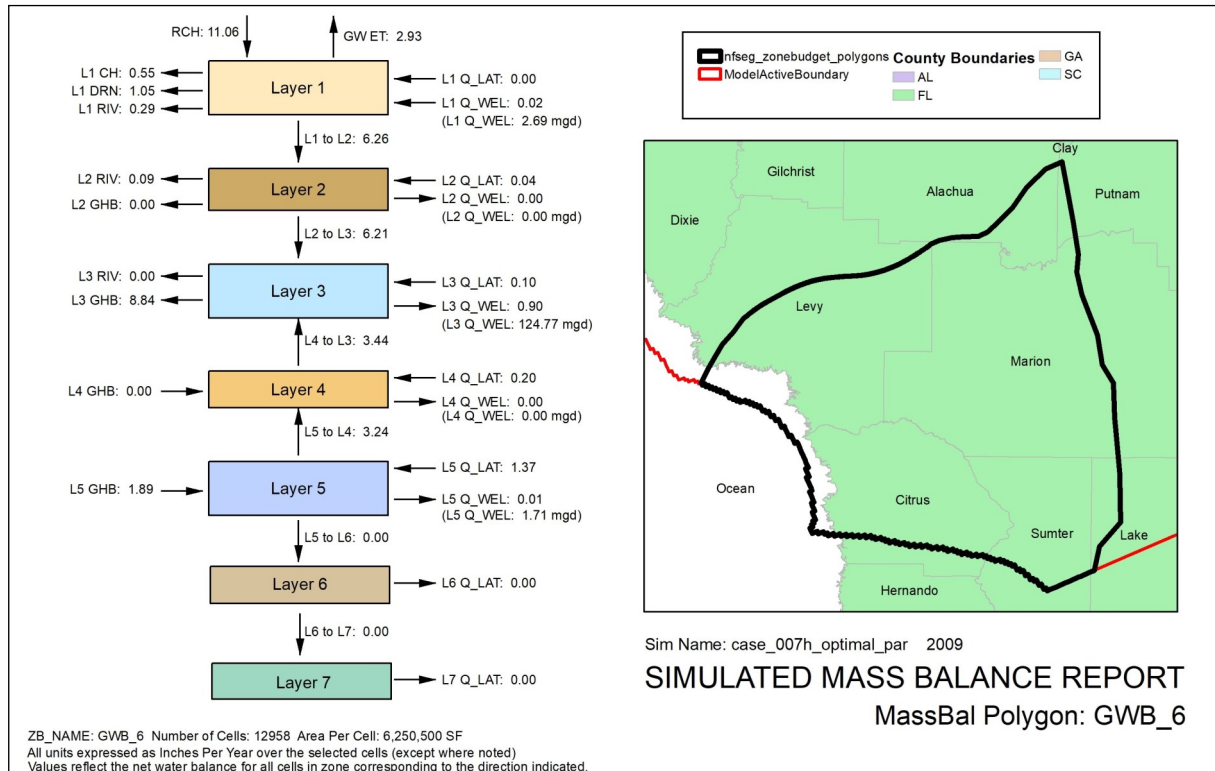 RCH: 11.06
GW ET: 2.93
L1 CH: 0.55
L1 DRN: 1.05
L1 RIV: 0.29
Layer 1
L1 Q_LAT: 0.00
L1 Q_WEL: 0.02
(L1 Q_WEL: 2.69 mgd)
L1 to L2: 6.26
L2 RIV: 0.09
L2 GHB: 0.00
Layer 2
L2 Q_LAT: 0.04
L2 Q_WEL: 0.00
(L2 Q_WEL: 0.00 mgd)
L2 to L3: 6.21
L3 RIV: 0.00
L3 GHB: 8.84
Layer 3
L3 Q_LAT: 0.10
L3 Q_WEL: 0.90
(L3 Q_WEL: 124.77 mgd)
L4 to L3: 3.44
L4 GHB: 0.00
Layer 4
L4 Q_LAT: 0.20
L4 Q_WEL: 0.00
(L4 Q_WEL: 0.00 mgd)
L5 to L4: 3.24
L5 GHB: 1.89
Layer 5
L5 Q_LAT: 1.37
L5 Q_WEL: 0.01
(L5 Q_WEL: 1.71 mgd)
L5 to L6: 0.00
Layer 6
L6 Q_LAT: 0.00
L6 to L7: 0.00
Layer 7
L7 Q_LAT: 0.00
ZB_NAME: GWB_6 Number of Cells: 12958 Area Per Cell: 6,250,500 SF
All units expressed as Inches Per Year over the selected cells (except where noted)
Values reflect the net water balance for all cells in zone corresponding to the direction indicated.
nfseg_zonebudget_polygons
ModelActiveBoundary
County Boundaries
AL
FL
GA
SC
Clay
Gilchrist
Alachua
Putnam
Dixie
Levy
Marion
Ocean
Citrus
Sumter
Lake
Hernando
Sim Name: case_007h_optimal_par 2009
SIMULATED MASS BALANCE REPORT
MassBal Polygon: GWB_6